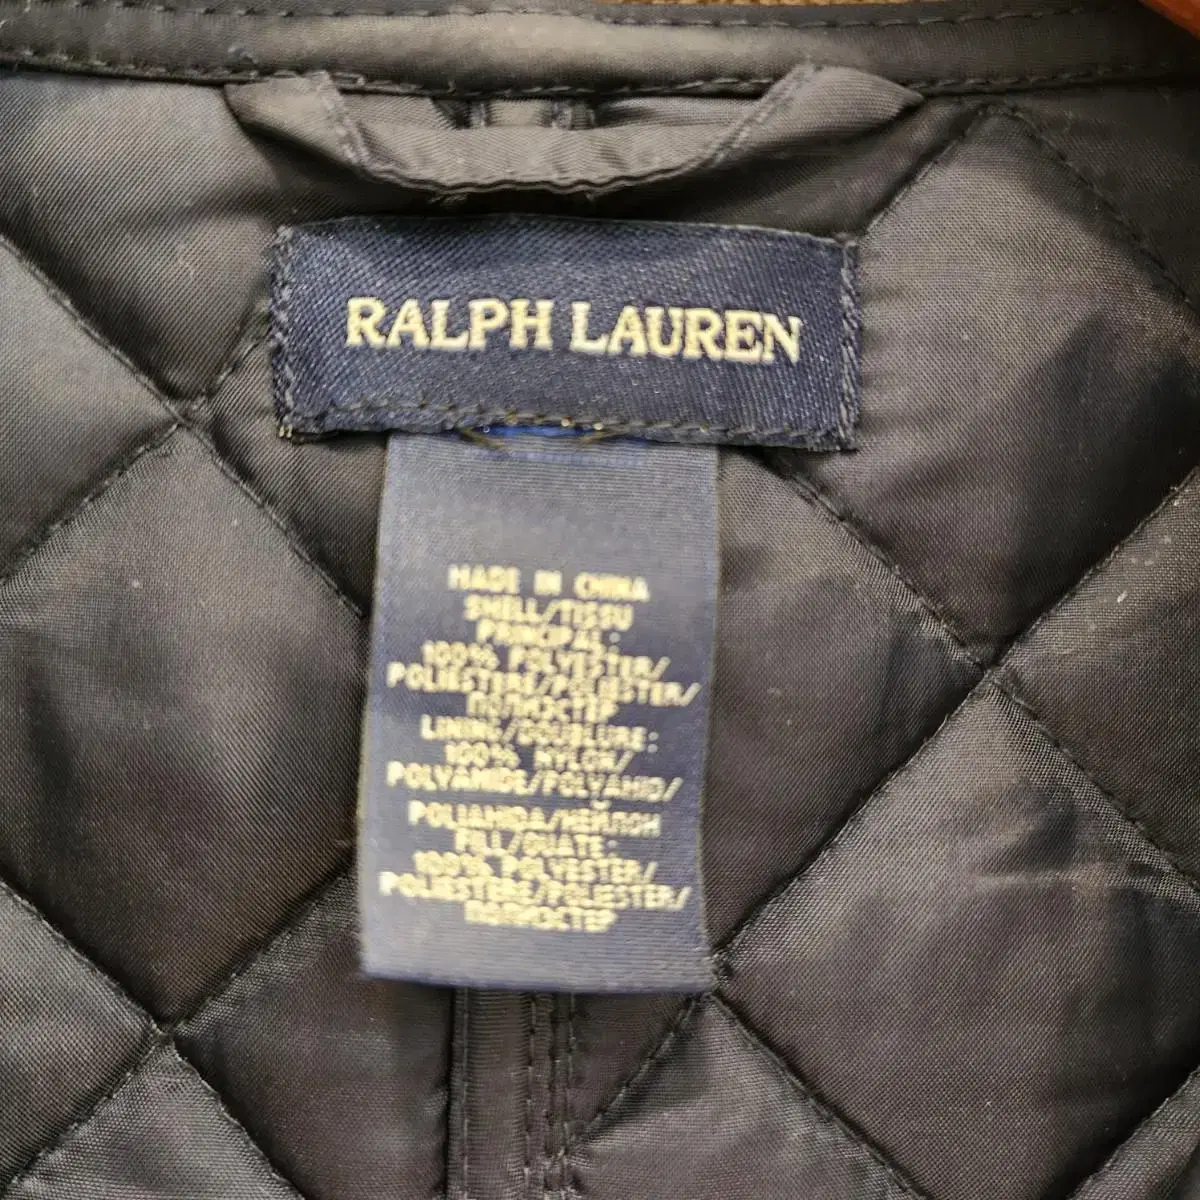 RALPH LAUREN
MADE IN CHINA
SHELL/TISSU
PRINCIPAL:
100% POLYESTER/
POLIESTERE/POLIESTER/
ПОЛИЭСТЕР
LINING/DOUBLURE:
100% NYLON/
POLYAMIDE/POLYAMID/
POLIAMIDA/НЕЙЛОН
FILL/OUATE:
100% POLYESTER/
POLIESTERE/POLIESTER/
ПОЛИЭСТЕР